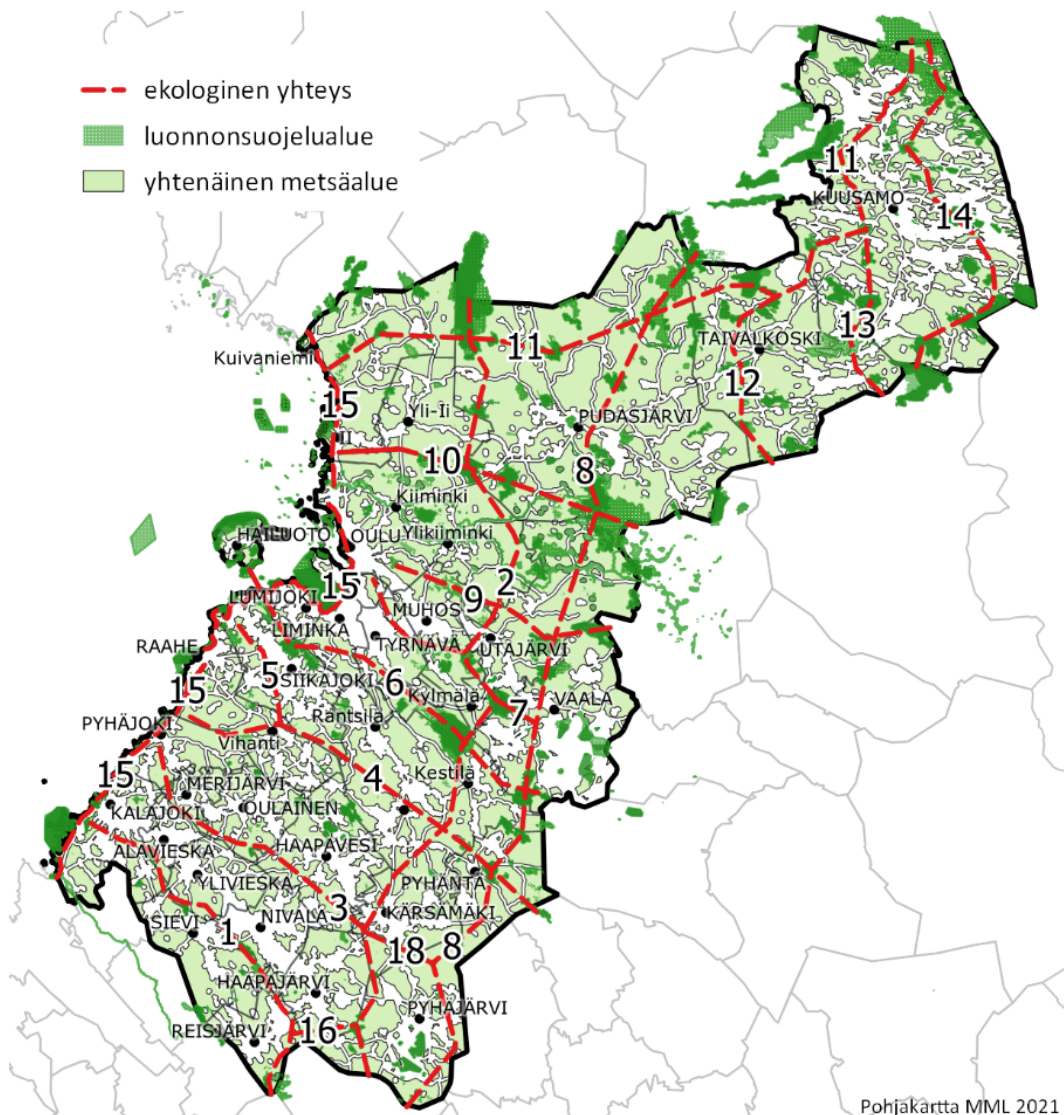 ekologinen yhteys
luonnonsuojelualue
yhtenäinen metsäalue
11
KUUSAMO
14
13
Kuivaniemi
11
TAIVALKOSKI
12
15
Yli-Ii
PUDASJÄRVI
II
10
8
Kiiminki
HAILUOTO
OULU
Ylikiiminki
15
2
9
LUMIJOKI
MUHOS
LIMINKA
TYRNÄVÄ
UTAJÄRVI
RAAHE
5
SIIKAJOKI
6
15
Kylmälä
7
VAALA
PYHÄJOKI
Rantsila
Vihanti
15
4
Kestilä
MERIJÄRVI
KALAJOKI
OULAINEN
ALAVIESKA
HAAPAVESI
YLIVIESKA
PYHÄNTÄ
3
KÄRSÄMÄKI
SIEVI
NIVALA
1
18
8
HAAPAJÄRVI
PYHÄJÄRVI
REISJÄRVI
16
Pohjakartta MML 2021